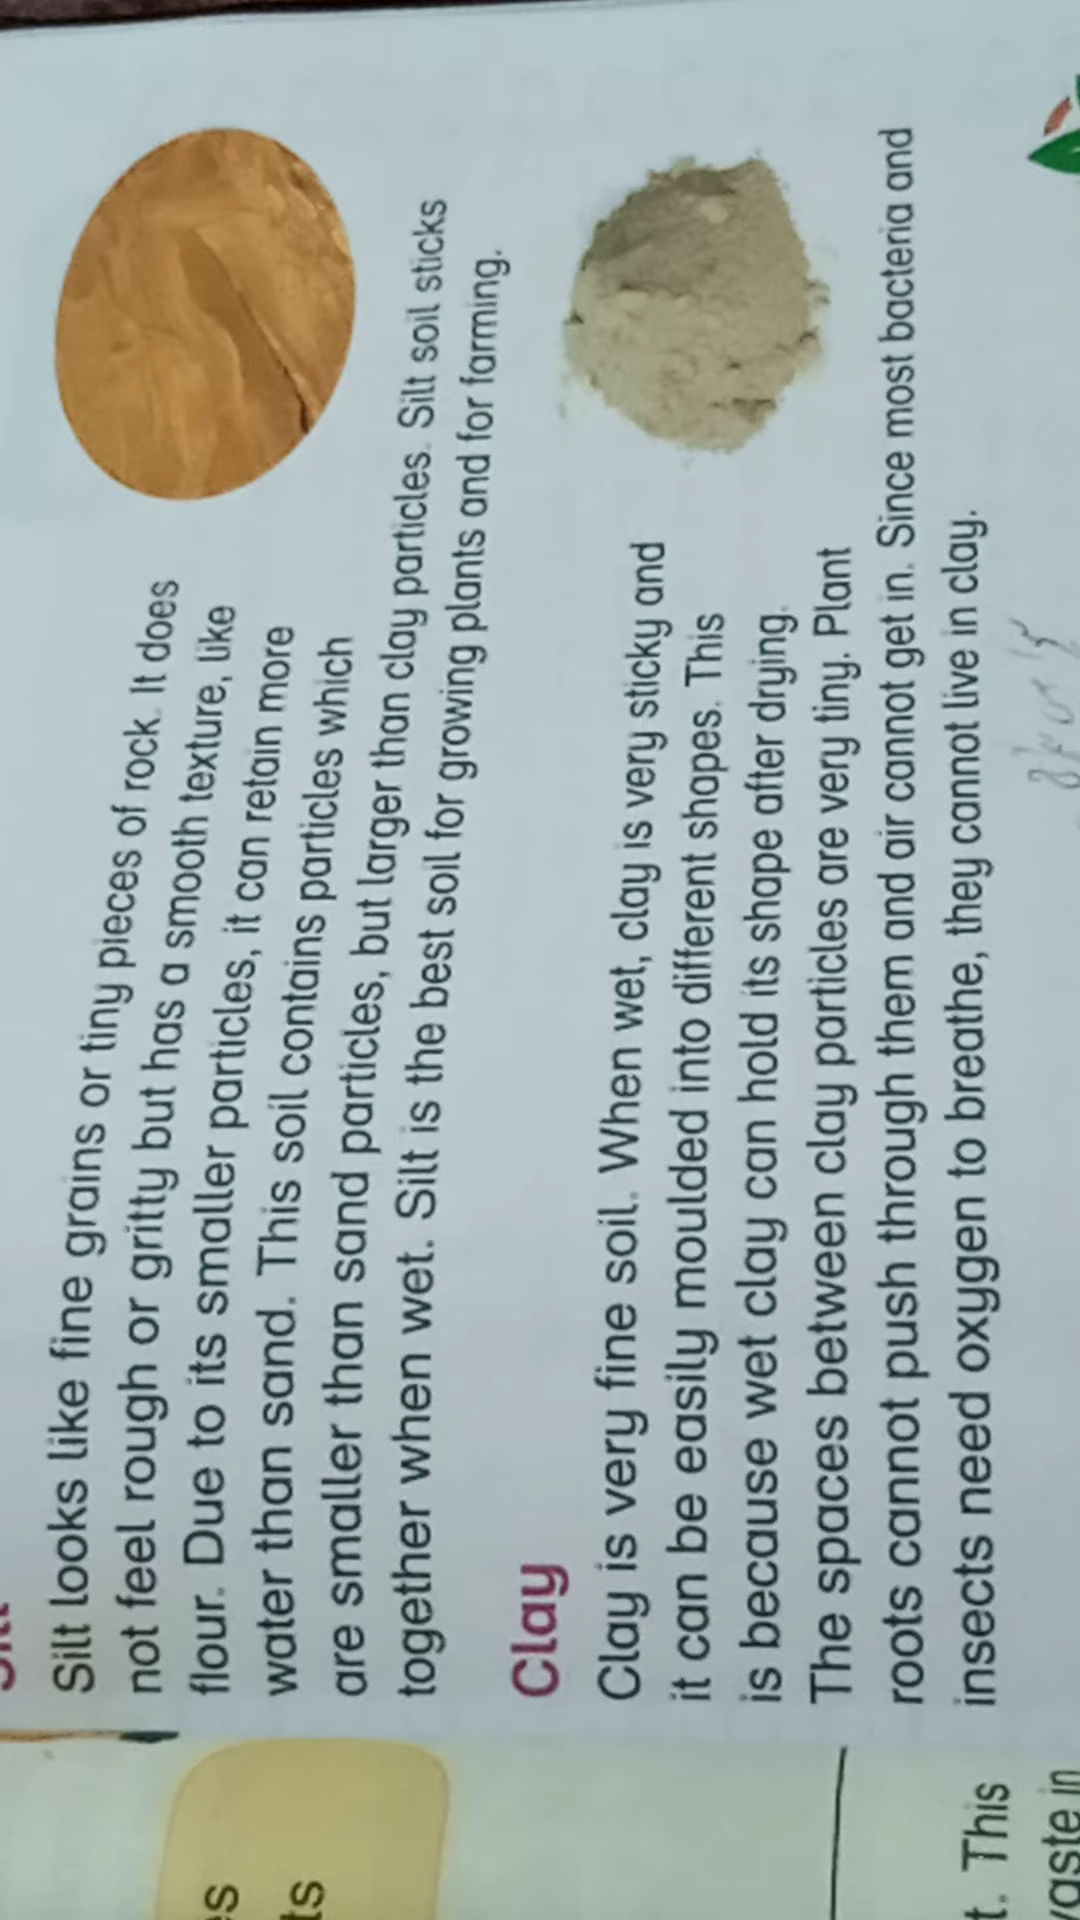 Silt looks like fine grains or tiny pieces of rock. It does
not feel rough or gritty but has a smooth texture, like
flour. Due to its smaller particles, it can retain more
water than sand. This soil contains particles which
are smaller than sand particles, but larger than clay particles. Silt soil sticks
together when wet. Silt is the best soil for growing plants and for farming.
Clay
Clay is very fine soil. When wet, clay is very sticky and
it can be easily moulded into different shapes. This
is because wet clay can hold its shape after drying.
The spaces between clay particles are very tiny. Plant
roots cannot push through them and air cannot get in. Since most bacteria and
insects need oxygen to breathe, they cannot live in clay.
t. This